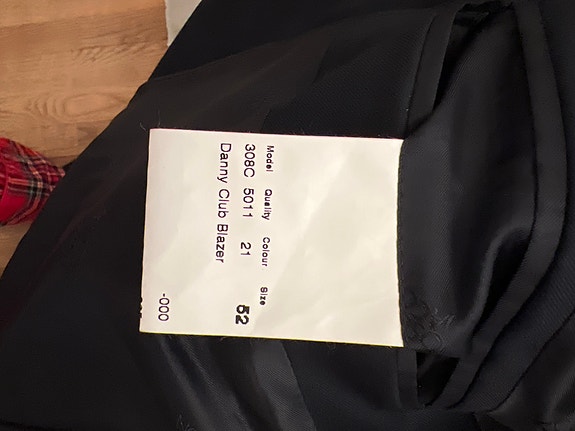 Model Quality Colour Size
308C 5011 21 52
Danny Club Blazer
-000